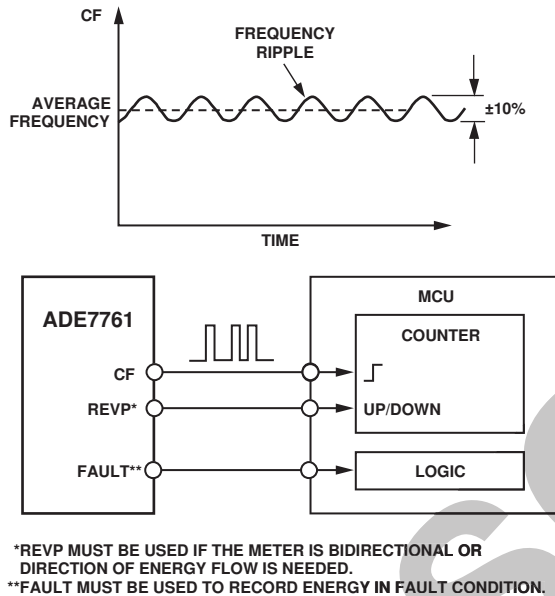 CF
FREQUENCY
RIPPLE
AVERAGE
FREQUENCY
±10%
TIME
ADE7761
MCU
COUNTER
CF
REVP*
UP/DOWN
FAULT**
LOGIC
*REVP MUST BE USED IF THE METER IS BIDIRECTIONAL OR
DIRECTION OF ENERGY FLOW IS NEEDED.
**FAULT MUST BE USED TO RECORD ENERGY IN FAULT CONDITION.